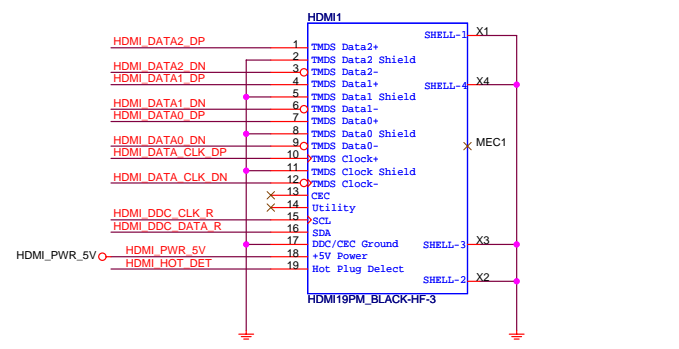 HDMI1
SHELL-1 X1
HDMI_DATA2_DP 1 TMDS Data2+
2 TMDS Data2 Shield
HDMI_DATA2_DN 3 TMDS Data2-
HDMI_DATA1_DP 4 TMDS Data1+
SHELL-4 X4
5 TMDS Data1 Shield
HDMI_DATA1_DN 6 TMDS Data1-
HDMI_DATA0_DP 7 TMDS Data0+
8 TMDS Data0 Shield
HDMI_DATA0_DN 9 TMDS Data0-
MEC1
HDMI_DATA_CLK_DP 10 TMDS Clock+
11 TMDS Clock Shield
HDMI_DATA_CLK_DN 12 TMDS Clock-
13 CEC
14 Utility
HDMI_DDC_CLK_R 15 SCL
HDMI_DDC_DATA_R 16 SDA
17 DDC/CEC Ground
SHELL-3 X3
HDMI_PWR_5V HDMI_PWR_5V 18 +5V Power
HDMI_HOT_DET 19 Hot Plug Delect
SHELL-2 X2
HDMI19PM_BLACK-HF-3